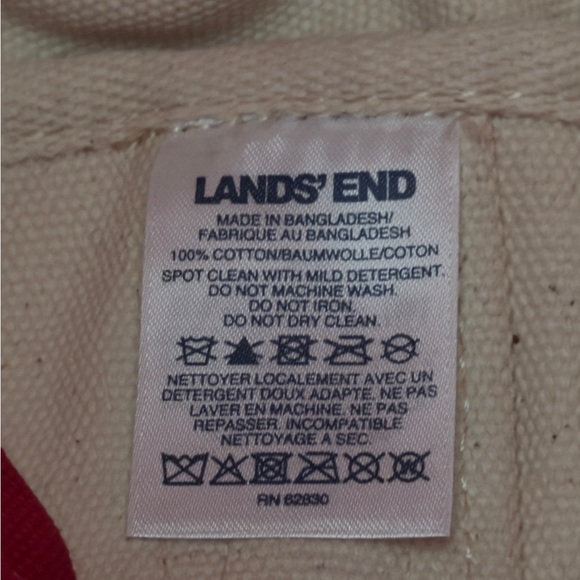 LANDS' END
MADE IN BANGLADESH/
FABRIQUE AU BANGLADESH
100% COTTON/BAUMWOLLE/COTON
SPOT CLEAN WITH MILD DETERGENT.
DO NOT MACHINE WASH.
DO NOT IRON.
DO NOT DRY CLEAN.
NETTOYER LOCALEMENT AVEC UN
DETERGENT DOUX ADAPTE. NE PAS
LAVER EN MACHINE. NE PAS
REPASSER. INCOMPATIBLE
NETTOYAGE A SEC.
RN 62830